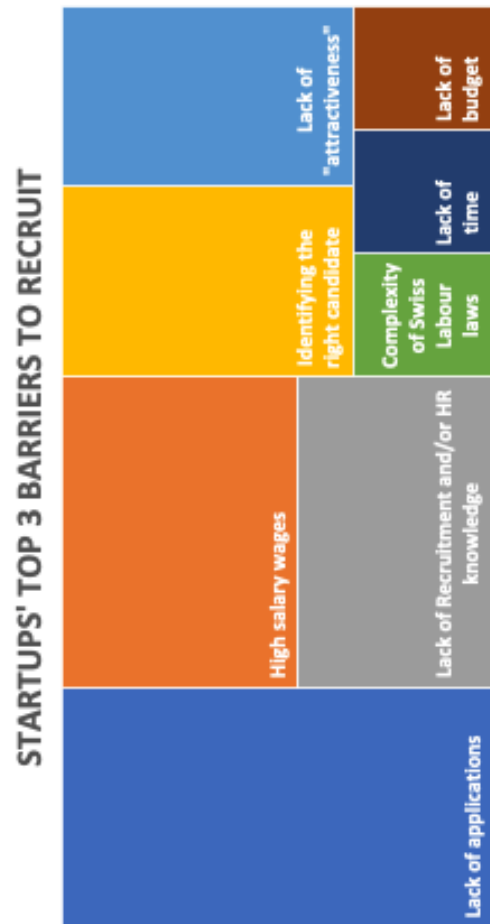 STARTUPS' TOP 3 BARRIERS TO RECRUIT
Lack of applications
High salary wages
Lack of Recruitment and/or HR
knowledge
Identifying the
right candidate
Lack of
"attractiveness"
Complexity
of Swiss
Labour
laws
Lack of
time
Lack of
budget